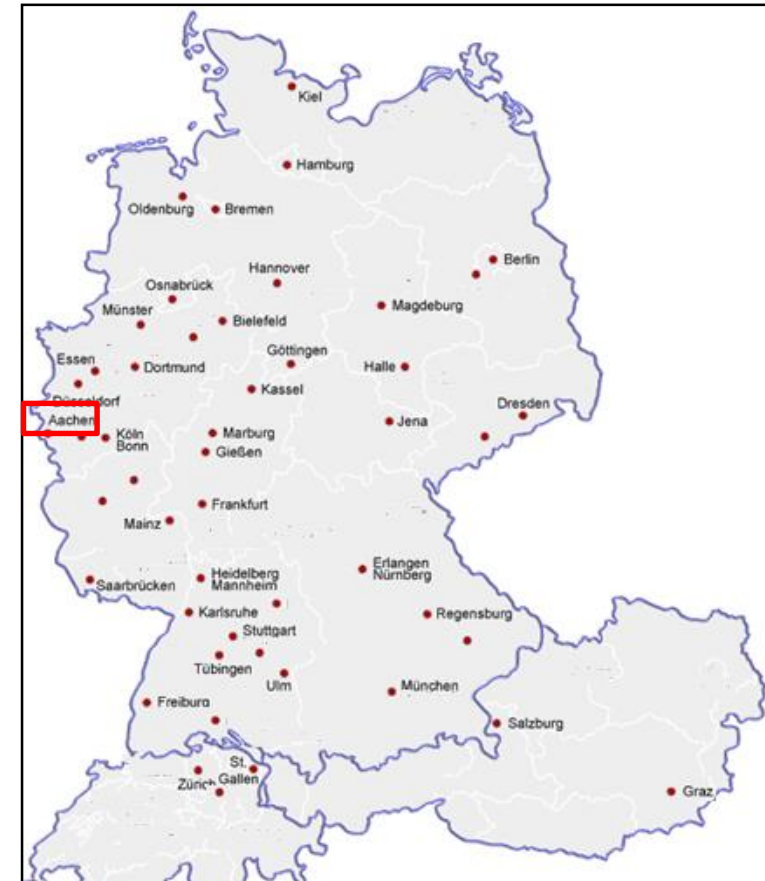 Kiel
Hamburg
Oldenburg
Bremen
Berlin
Hannover
Osnabrück
Magdeburg
Münster
Bielefeld
Göttingen
Essen
Dortmund
Halle
Kassel
Düsseldorf
Dresden
Aachen
Jena
Köln
Bonn
Marburg
Gießen
Frankfurt
Mainz
Erlangen
Nürnberg
Heidelberg
Mannheim
Saarbrücken
Karlsruhe
Regensburg
Stuttgart
Tübingen
Ulm
München
Freiburg
Salzburg
St.
Gallen
Zürich
Graz